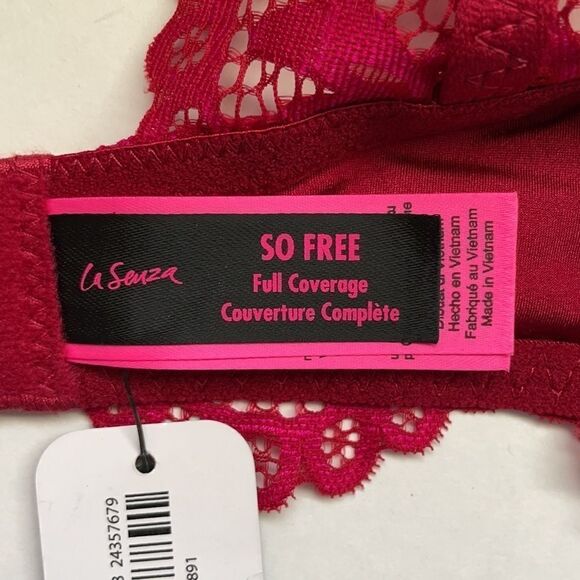 La Senza
SO FREE
Full Coverage
Couverture Complète
Hecho en Vietnam
Fabriqué au Vietnam
Made in Vietnam
24357679
891